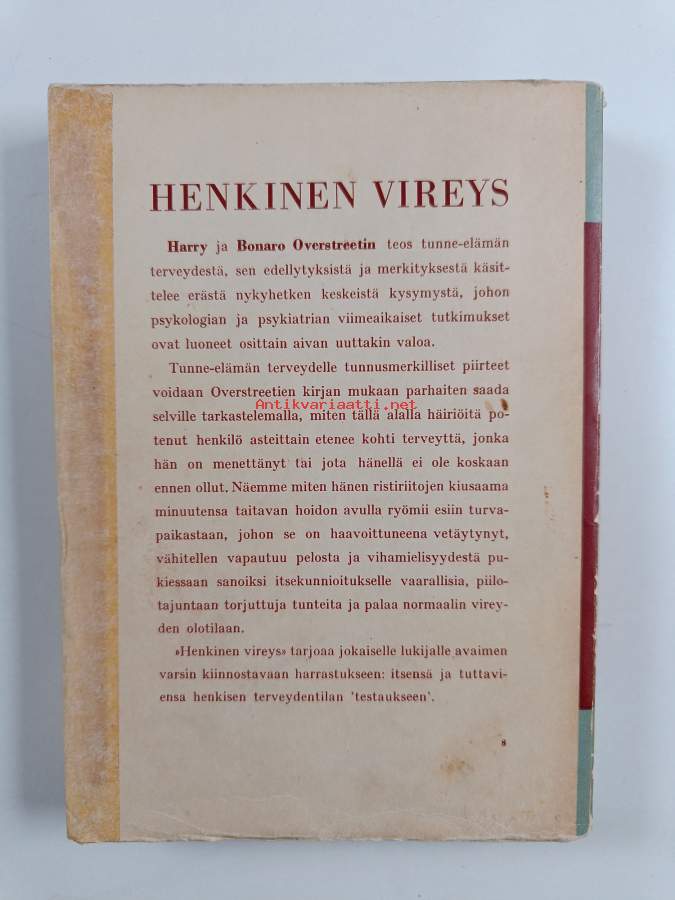 HENKINEN VIREYS
Harry ja Bonaro Overstreetin teos tunne-elämän
terveydestä, sen edellytyksistä ja merkityksestä käsit-
telee erästä nykyhetken keskeistä kysymystä, johon
psykologian ja psykiatrian viimeaikaiset tutkimukset
ovat luoneet osittain aivan uuttakin valoa.
Tunne-elämän terveydelle tunnusmerkilliset piirteet
voidaan Overstreetien kirjan mukaan parhaiten saada
Antikvariaatti.net
selville tarkastelemalla, miten tällä alalla häiriöitä po-
tenut henkilö asteittain etenee kohti terveyttä, jonka
hän on menettänyt tai jota hänellä ei ole koskaan
ennen ollut. Näemme miten hänen ristiriitojen kiusaama
minuutensa taitavan hoidon avulla ryömii esiin turva-
paikastaan, johon se on haavoittuneena vetäytynyt,
vähitellen vapautuu pelosta ja vihamielisyydestä pu-
kiessaan sanoiksi itsekunnioitukselle vaarallisia, piilo-
tajuntaan torjuttuja tunteita ja palaa normaalin virey-
den olotilaan.
»Henkinen vireys» tarjoaa jokaiselle lukijalle avaimen
varsin kiinnostavaan harrastukseen: itsensä ja tuttavi-
ensa henkisen terveydentilan 'testaukseen'.
8